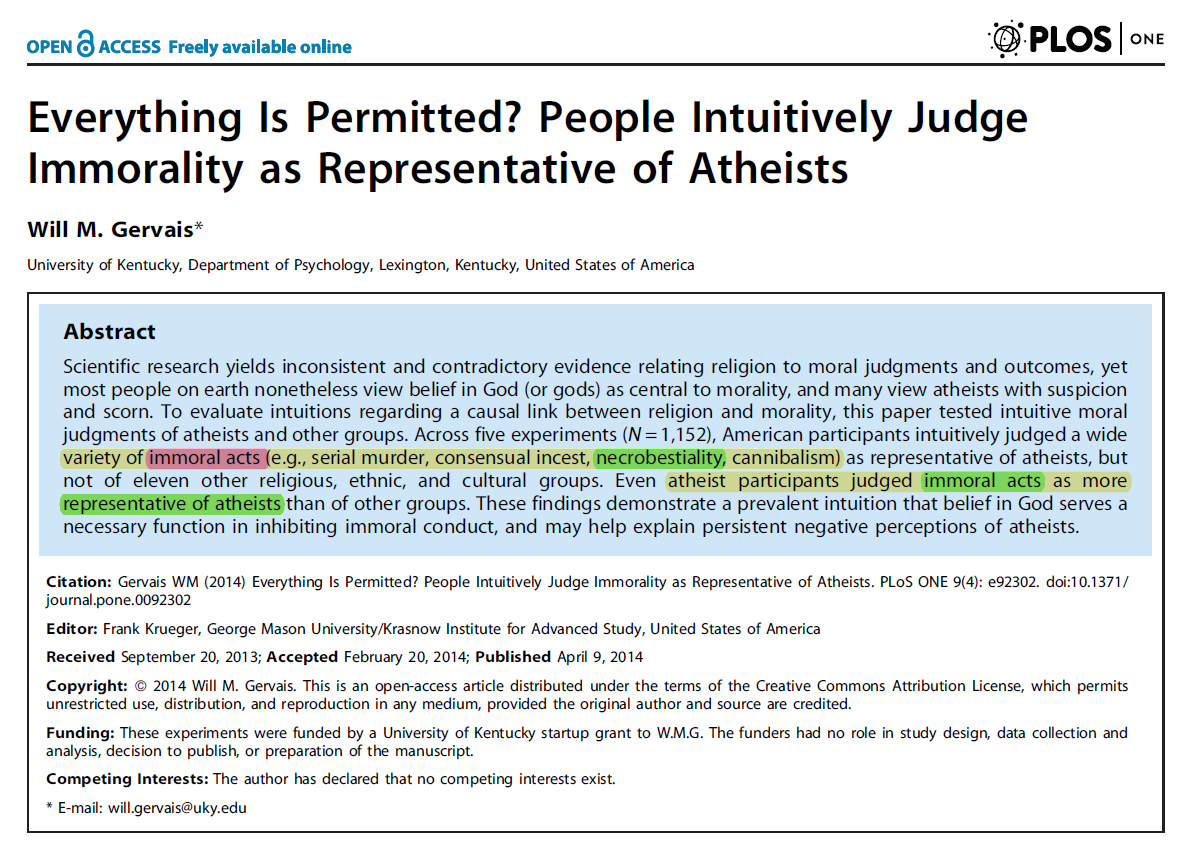 OPEN ACCESS Freely available online
PLOS ONE
Everything Is Permitted? People Intuitively Judge
Immorality as Representative of Atheists
Will M. Gervais*
University of Kentucky, Department of Psychology, Lexington, Kentucky, United States of America
Abstract
Scientific research yields inconsistent and contradictory evidence relating religion to moral judgments and outcomes, yet
most people on earth nonetheless view belief in God (or gods) as central to morality, and many view atheists with suspicion
and scorn. To evaluate intuitions regarding a causal link between religion and morality, this paper tested intuitive moral
judgments of atheists and other groups. Across five experiments (N = 1,152), American participants intuitively judged a wide
variety of immoral acts (e.g., serial murder, consensual incest, necrobestiality, cannibalism) as representative of atheists, but
not of eleven other religious, ethnic, and cultural groups. Even atheist participants judged immoral acts as more
representative of atheists than of other groups. These findings demonstrate a prevalent intuition that belief in God serves a
necessary function in inhibiting immoral conduct, and may help explain persistent negative perceptions of atheists.
Citation: Gervais WM (2014) Everything Is Permitted? People Intuitively Judge Immorality as Representative of Atheists. PLoS ONE 9(4): e92302. doi:10.1371/
journal.pone.0092302
Editor: Frank Krueger, George Mason University/Krasnow Institute for Advanced Study, United States of America
Received September 20, 2013; Accepted February 20, 2014; Published April 9, 2014
Copyright: © 2014 Will M. Gervais. This is an open-access article distributed under the terms of the Creative Commons Attribution License, which permits
unrestricted use, distribution, and reproduction in any medium, provided the original author and source are credited.
Funding: These experiments were funded by a University of Kentucky startup grant to W.M.G. The funders had no role in study design, data collection and
analysis, decision to publish, or preparation of the manuscript.
Competing Interests: The author has declared that no competing interests exist.
* E-mail: will.gervais@uky.edu